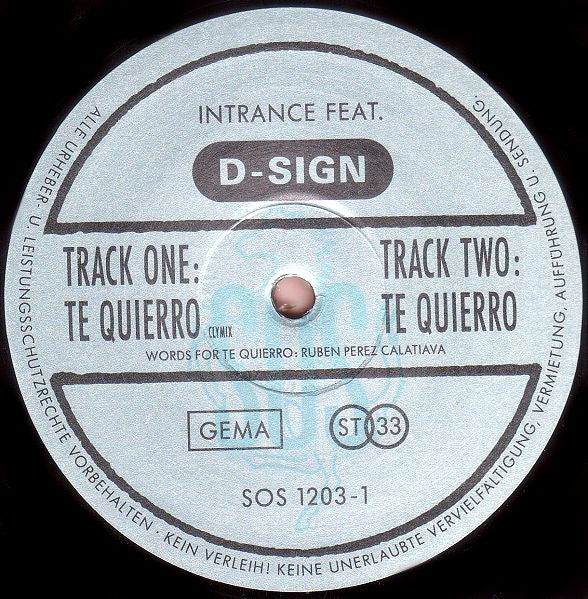 INTRANCE FEAT.
D-SIGN
TRACK ONE:
TE QUIERRO CLYMIX
TRACK TWO:
TE QUIERRO
WORDS FOR TE QUIERRO: RUBEN PEREZ CALATIAVA
GEMA
ST 33
SOS 1203-1
ALLE URHEBER- U. LEISTUNGSSCHUTZRECHTE VORBEHALTEN · KEIN VERLEIH! KEINE UNERLAUBTE VERVIELFÄLTIGUNG, VERMIETUNG, AUFFÜHRUNG U. SENDUNG.